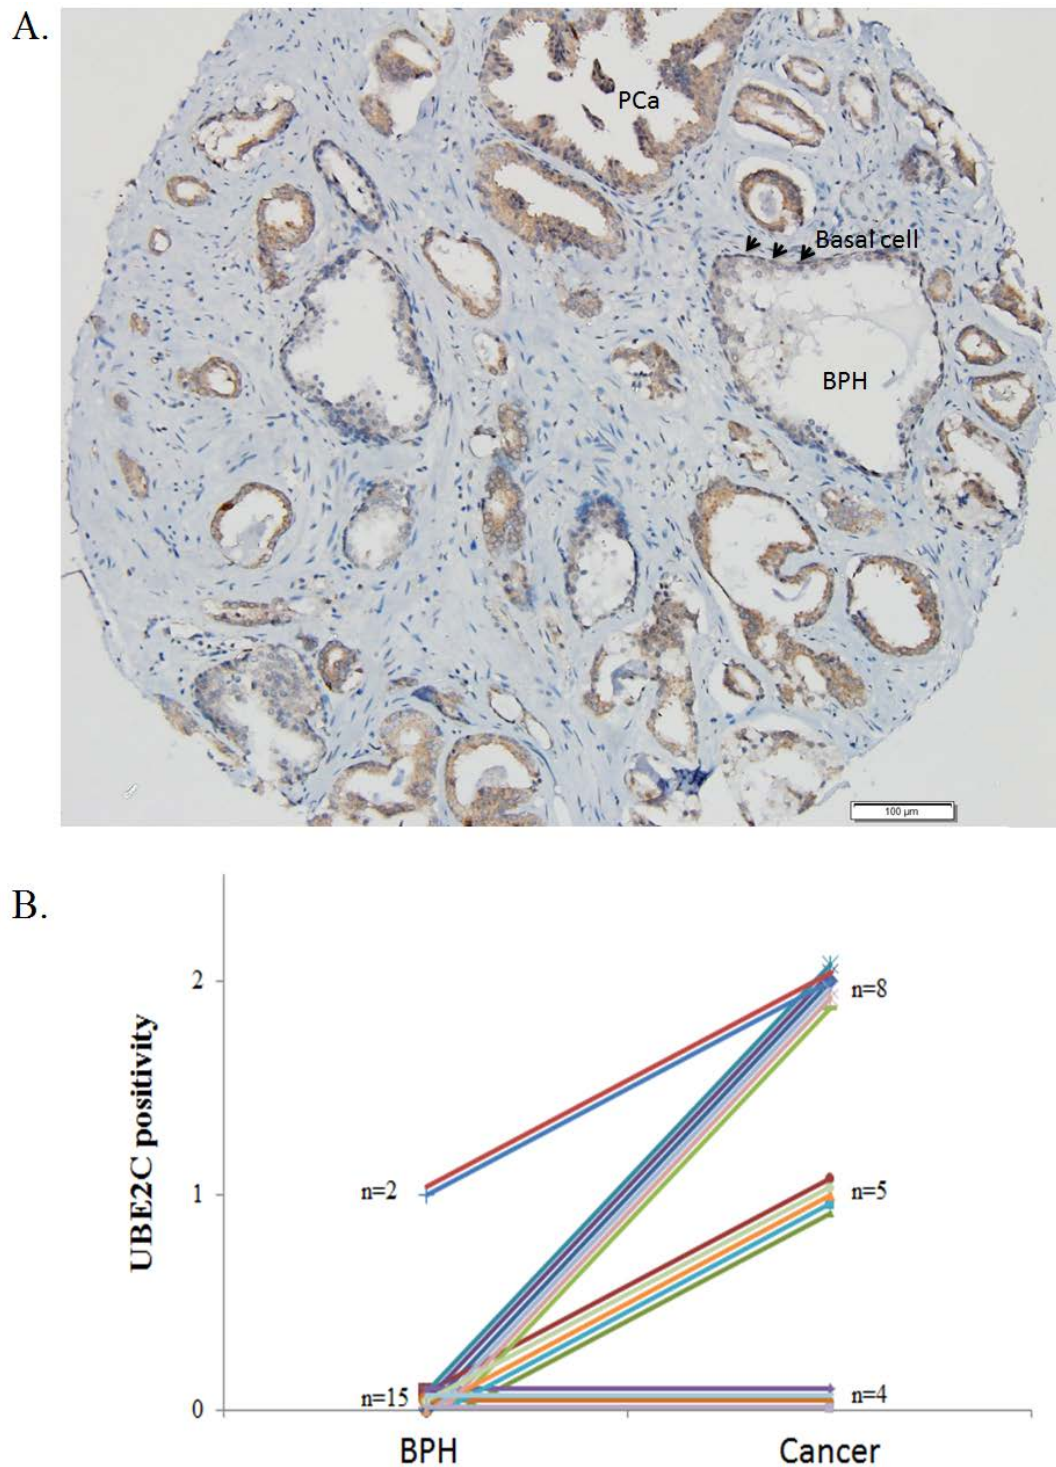 A.
PCa
Basal cell
BPH
100 µm
B.
UBE2C positivity
2
1
0
n=8
n=2
n=5
n=15
n=4
BPH
Cancer